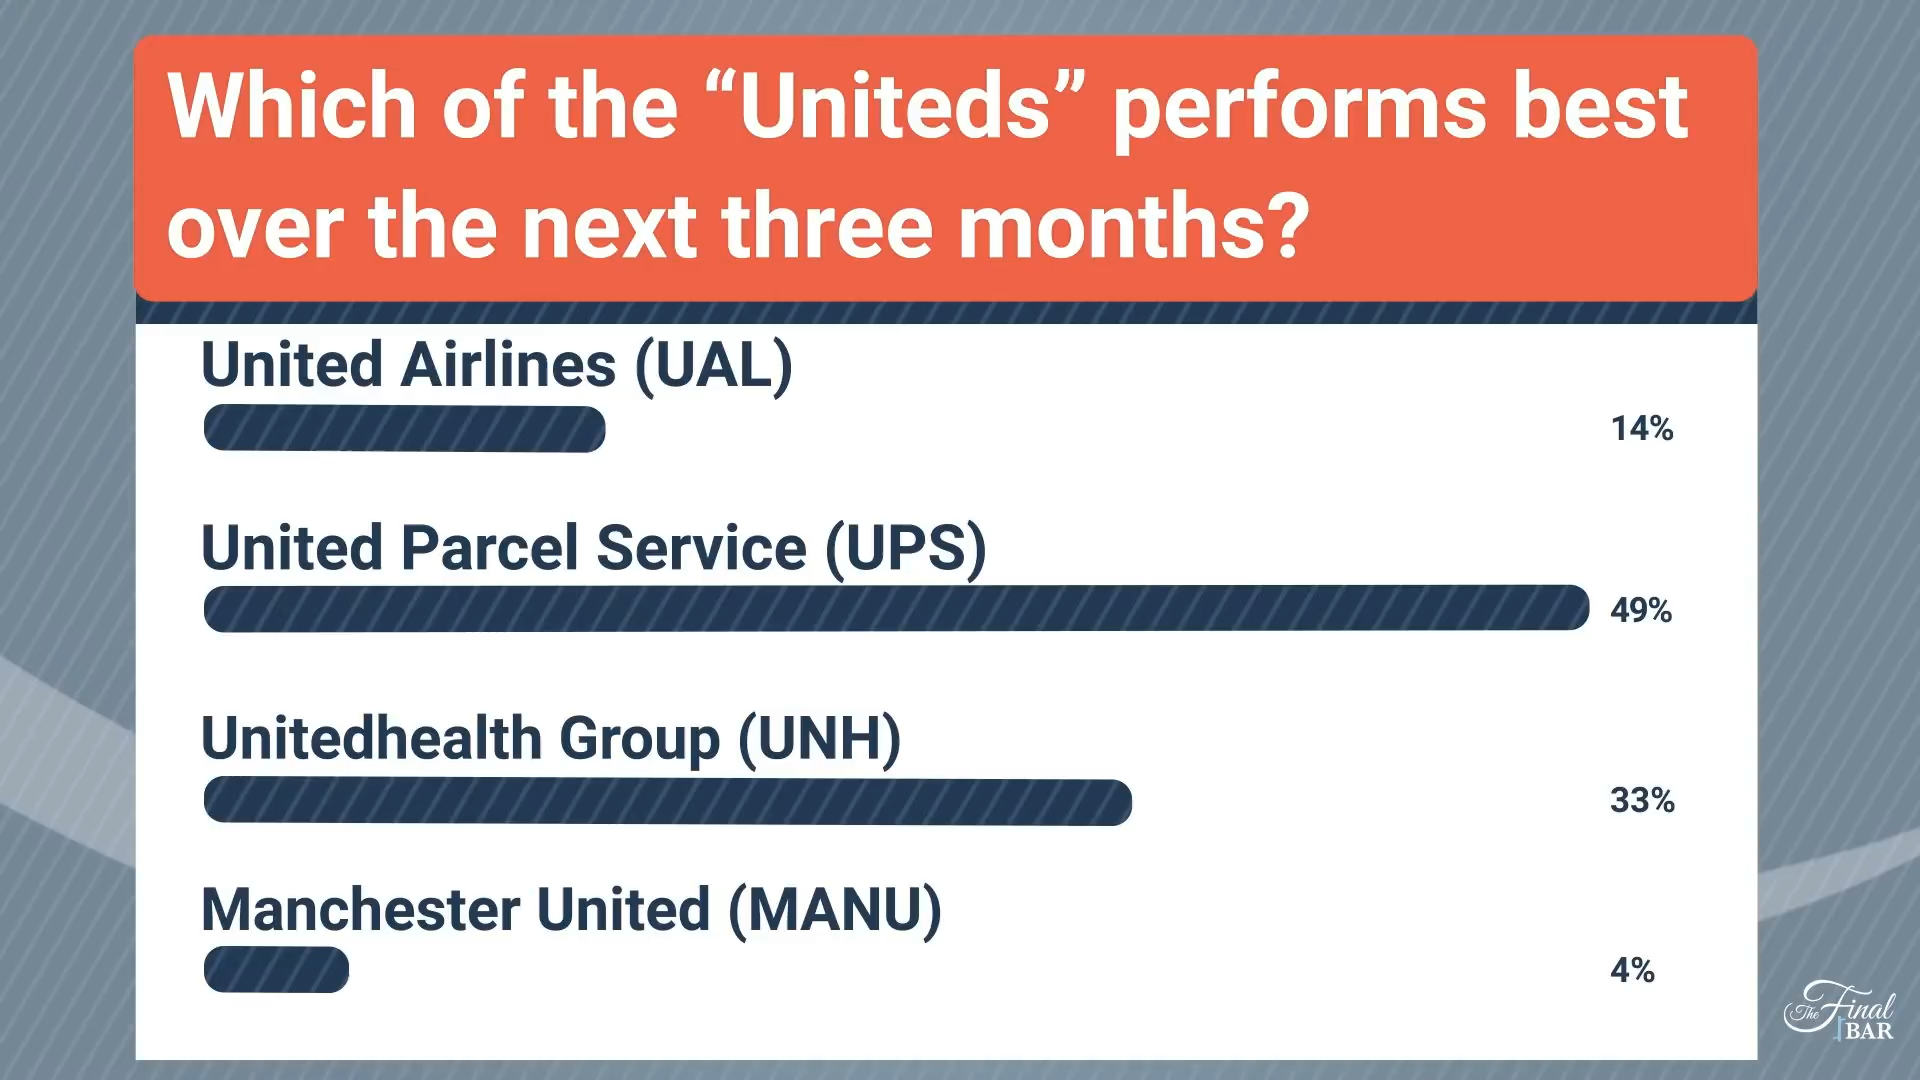 Which of the “Uniteds” performs best
over the next three months?
United Airlines (UAL)
14%
United Parcel Service (UPS)
49%
Unitedhealth Group (UNH)
33%
Manchester United (MANU)
4%
The Final
BAR